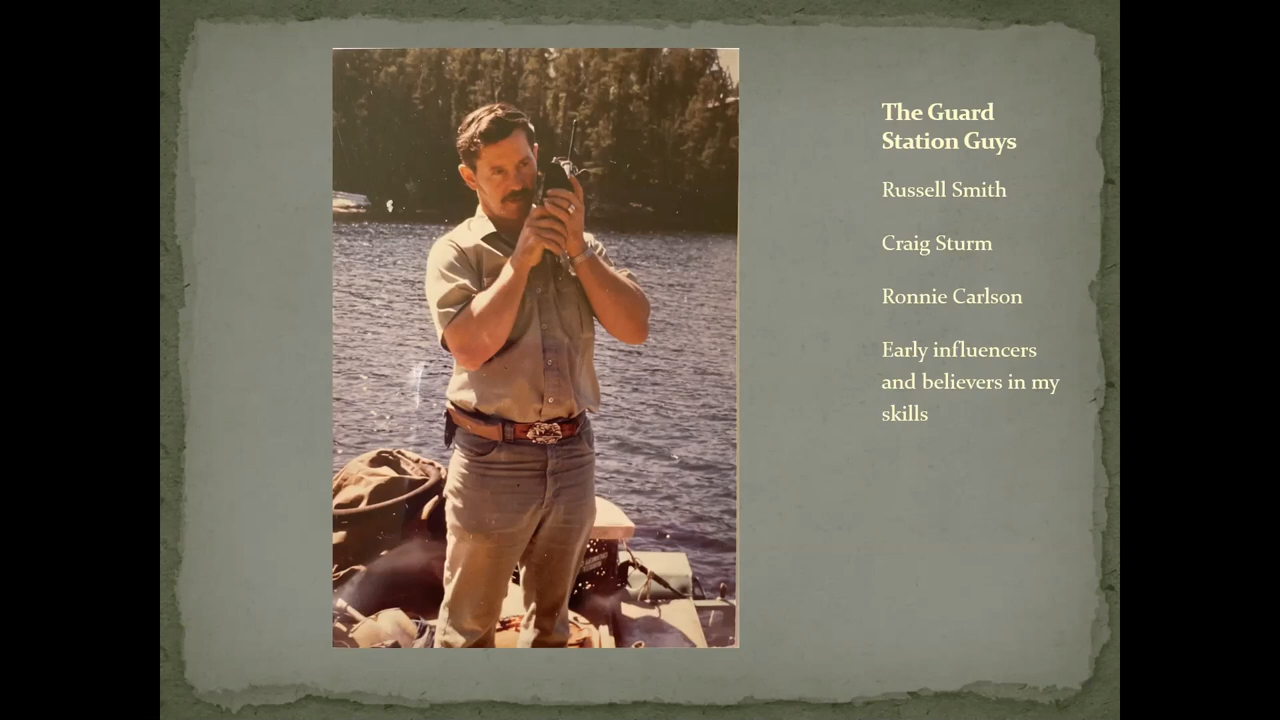 The Guard
Station Guys
Russell Smith
Craig Sturm
Ronnie Carlson
Early influencers
and believers in my
skills